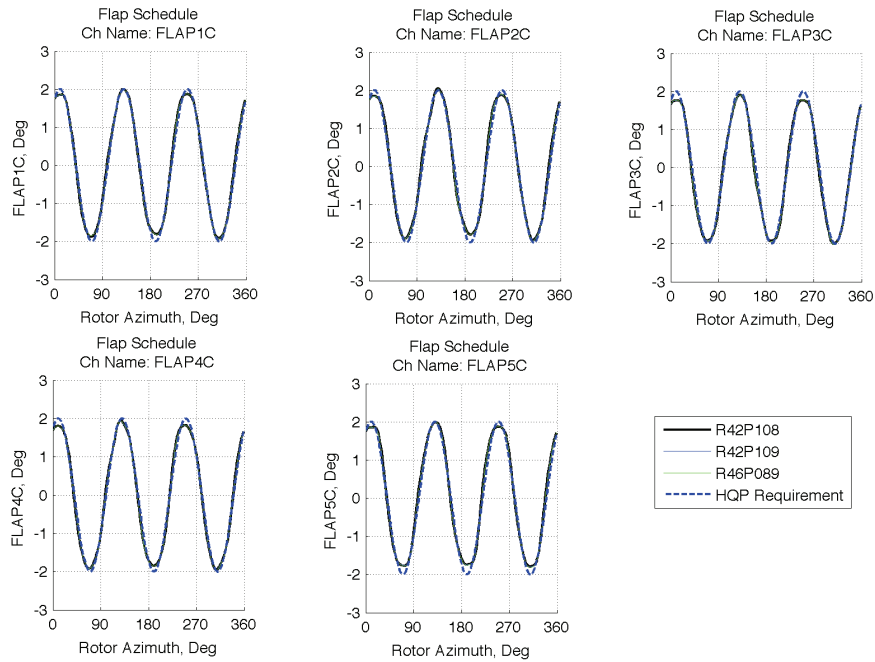 Flap Schedule
Ch Name: FLAP1C
3
2
1
0
-1
-2
-3
FLAP1C, Deg
0 90 180 270 360
Rotor Azimuth, Deg
Flap Schedule
Ch Name: FLAP2C
3
2
1
0
-1
-2
-3
FLAP2C, Deg
0 90 180 270 360
Rotor Azimuth, Deg
Flap Schedule
Ch Name: FLAP3C
3
2
1
0
-1
-2
-3
FLAP3C, Deg
0 90 180 270 360
Rotor Azimuth, Deg
Flap Schedule
Ch Name: FLAP4C
3
2
1
0
-1
-2
-3
FLAP4C, Deg
0 90 180 270 360
Rotor Azimuth, Deg
Flap Schedule
Ch Name: FLAP5C
3
2
1
0
-1
-2
-3
FLAP5C, Deg
0 90 180 270 360
Rotor Azimuth, Deg
R42P108
R42P109
R46P089
HQP Requirement